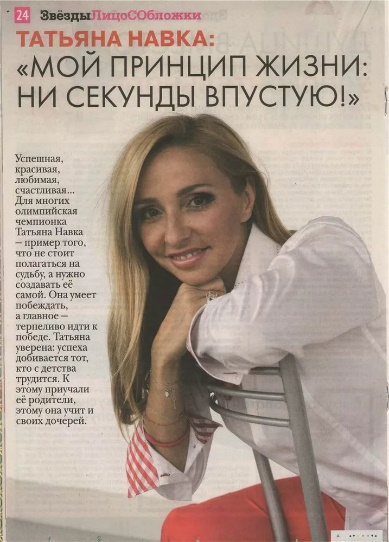 24 ЗвёздыЛицоСОбложки
ТАТЬЯНА НАВКА:
«МОЙ ПРИНЦИП ЖИЗНИ:
НИ СЕКУНДЫ ВПУСТУЮ!»
Успешная,
красивая,
любимая,
счастливая...
Для многих
олимпийская
чемпионка
Татьяна Навка
— пример того,
что не стоит
полагаться на
судьбу, а нужно
создавать её
самой. Она умеет
побеждать,
а главное —
терпеливо идти к
победе. Татьяна
уверена: успеха
добивается тот,
кто с детства
трудится. К
этому приучали
её родители,
этому она учит и
своих дочерей.